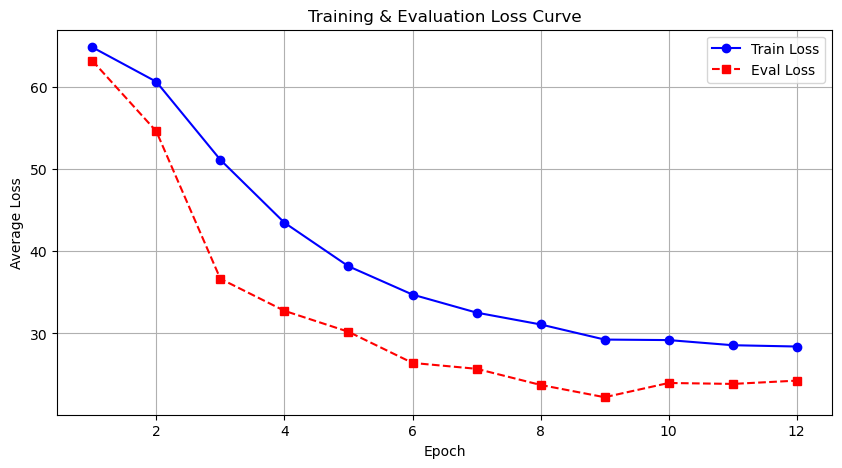 Training & Evaluation Loss Curve
Train Loss
Eval Loss
60
50
40
30
Average Loss
2 4 6 8 10 12
Epoch